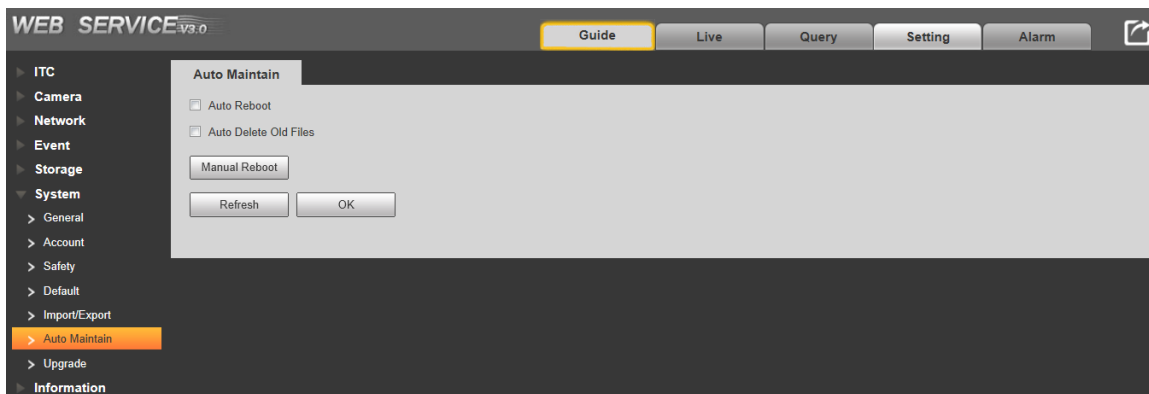 WEB SERVICE-V3.0
Guide
Live
Query
Setting
Alarm
ITC
Camera
Network
Event
Storage
System
General
Account
Safety
Default
Import/Export
Auto Maintain
Upgrade
Information
Auto Maintain
Auto Reboot
Auto Delete Old Files
Manual Reboot
Refresh OK